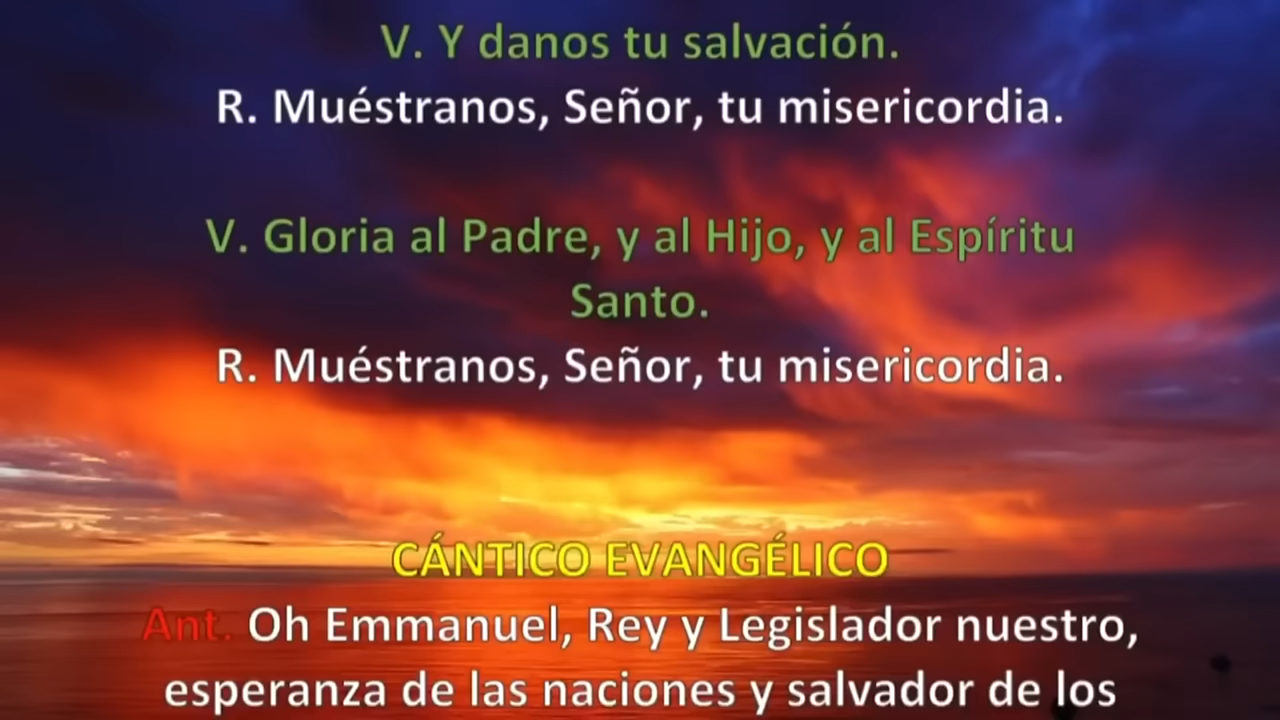 V. Y danos tu salvación.
R. Muéstranos, Señor, tu misericordia.
V. Gloria al Padre, y al Hijo, y al Espíritu
Santo.
R. Muéstranos, Señor, tu misericordia.
CÁNTICO EVANGÉLICO
Ant. Oh Emmanuel, Rey y Legislador nuestro,
esperanza de las naciones y salvador de los